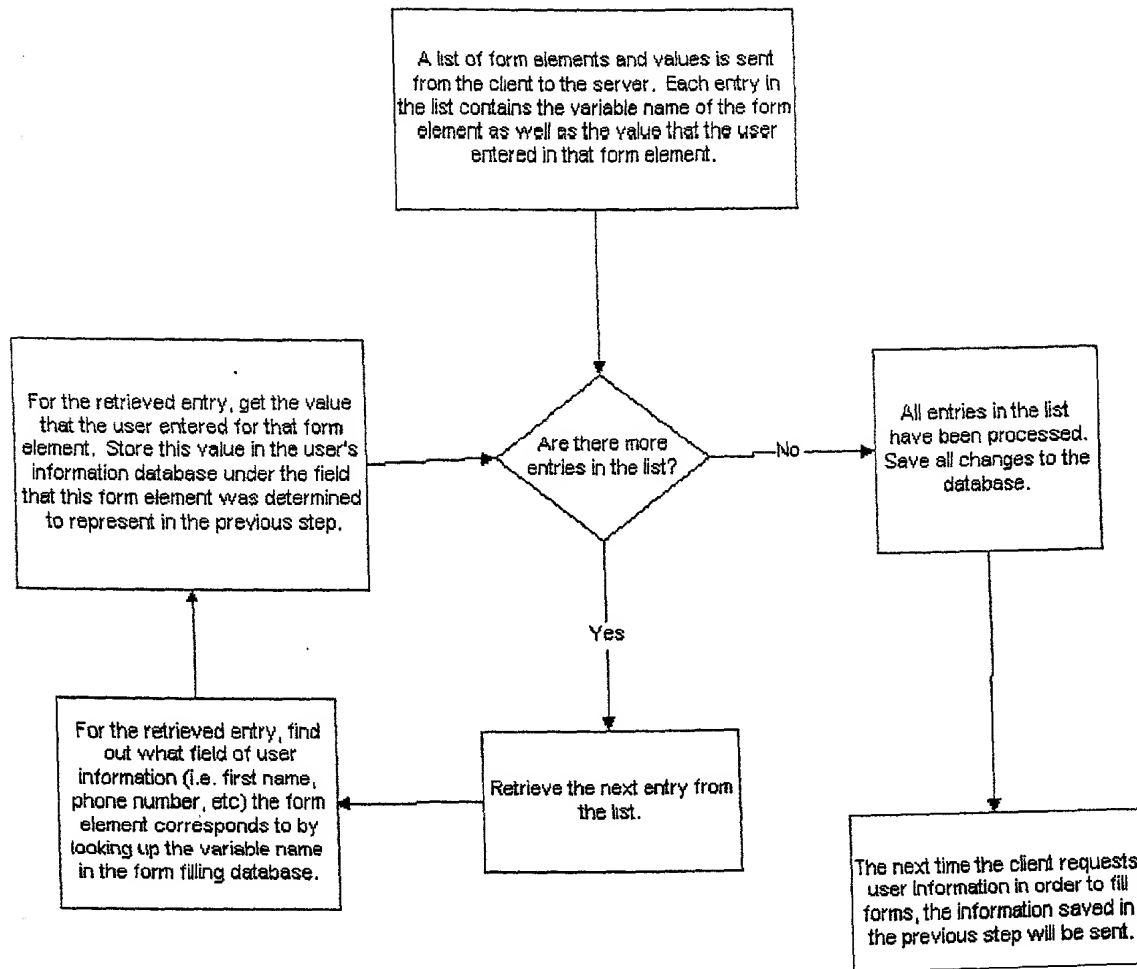 A list of form elements and values is sent
from the client to the server. Each entry in
the list contains the variable name of the form
element as well as the value that the user
entered in that form element.
For the retrieved entry, get the value
that the user entered for that form
element. Store this value in the user's
information database under the field
that this form element was determined
to represent in the previous step.
Are there more
entries in the list?
No
All entries in the list
have been processed.
Save all changes to the
database.
Yes
For the retrieved entry, find
out what field of user
information (i.e. first name,
phone number, etc) the form
element corresponds to by
looking up the variable name
in the form filling database.
Retrieve the next entry from
the list.
The next time the client requests
user information in order to fill
forms, the information saved in
the previous step will be sent.